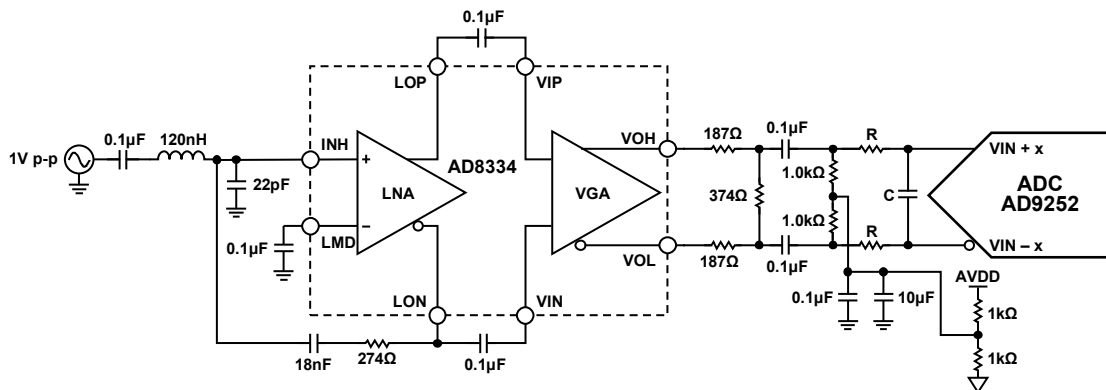 0.1µF
LOP
VIP
1V p-p
0.1µF
120nH
INH
22pF
+
LNA
–
LMD
0.1µF
AD8334
VGA
VOH
VOL
187Ω
0.1µF
374Ω
187Ω
0.1µF
1.0kΩ
1.0kΩ
R
R
C
VIN + x
ADC
AD9252
VIN – x
LON
VIN
18nF
274Ω
0.1µF
0.1µF
10µF
AVDD
1kΩ
1kΩ